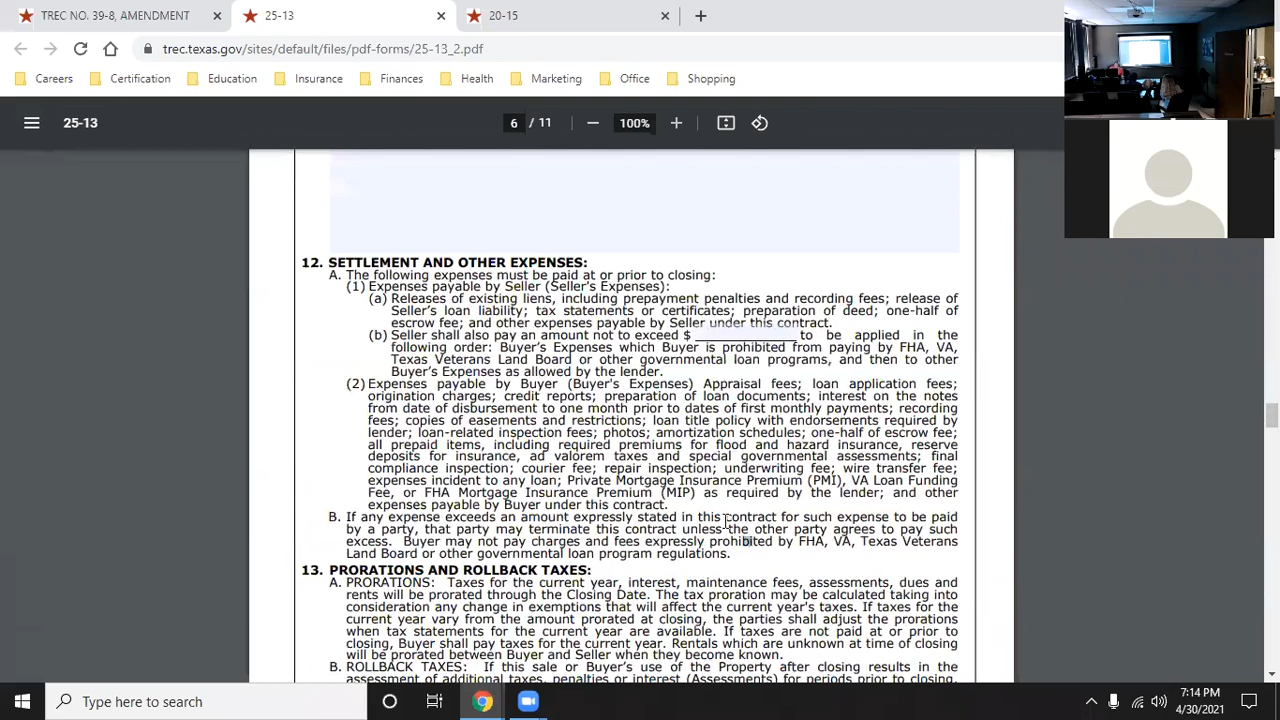 TREC NO. 39-8, AMENDMENT
25-13
20-15
trec.texas.gov/sites/default/files/pdf-forms/25-13_2.pdf
Careers Certification Education Insurance Finances Health Marketing Office Shopping
25-13
6 / 11
100%
12. SETTLEMENT AND OTHER EXPENSES:
A. The following expenses must be paid at or prior to closing:
(1) Expenses payable by Seller (Seller's Expenses):
(a) Releases of existing liens, including prepayment penalties and recording fees; release of
Seller's loan liability; tax statements or certificates; preparation of deed; one-half of
escrow fee; and other expenses payable by Seller under this contract.
(b) Seller shall also pay an amount not to exceed $ ____________ to be applied in the
following order: Buyer's Expenses which Buyer is prohibited from paying by FHA, VA,
Texas Veterans Land Board or other governmental loan programs, and then to other
Buyer's Expenses as allowed by the lender.
(2) Expenses payable by Buyer (Buyer's Expenses) Appraisal fees; loan application fees;
origination charges; credit reports; preparation of loan documents; interest on the notes
from date of disbursement to one month prior to dates of first monthly payments; recording
fees; copies of easements and restrictions; loan title policy with endorsements required by
lender; loan-related inspection fees; photos; amortization schedules; one-half of escrow fee;
all prepaid items, including required premiums for flood and hazard insurance, reserve
deposits for insurance, ad valorem taxes and special governmental assessments; final
compliance inspection; courier fee; repair inspection; underwriting fee; wire transfer fee;
expenses incident to any loan; Private Mortgage Insurance Premium (PMI), VA Loan Funding
Fee, or FHA Mortgage Insurance Premium (MIP) as required by the lender; and other
expenses payable by Buyer under this contract.
B. If any expense exceeds an amount expressly stated in this contract for such expense to be paid
by a party, that party may terminate this contract unless the other party agrees to pay such
excess. Buyer may not pay charges and fees expressly prohibited by FHA, VA, Texas Veterans
Land Board or other governmental loan program regulations.
13. PRORATIONS AND ROLLBACK TAXES:
A. PRORATIONS: Taxes for the current year, interest, maintenance fees, assessments, dues and
rents will be prorated through the Closing Date. The tax proration may be calculated taking into
consideration any change in exemptions that will affect the current year's taxes. If taxes for the
current year vary from the amount prorated at closing, the parties shall adjust the prorations
when tax statements for the current year are available. If taxes are not paid at or prior to
closing, Buyer shall pay taxes for the current year. Rentals which are unknown at time of closing
will be prorated between Buyer and Seller when they become known.
B. ROLLBACK TAXES: If this sale or Buyer's use of the Property after closing results in the
assessment of additional taxes, penalties or interest (Assessments) for periods prior to closing,
Type here to search
7:14 PM
4/30/2021